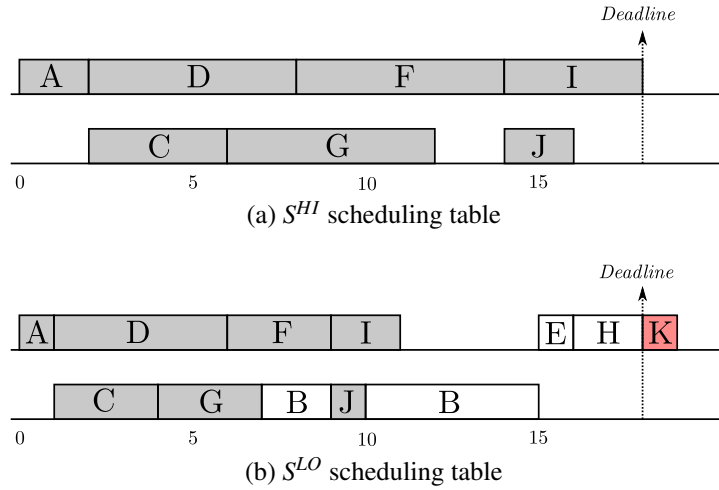 Deadline
A D F I
C G J
0 5 10 15
(a) S^HI scheduling table
Deadline
A D F I E H K
C G B J B
0 5 10 15
(b) S^LO scheduling table